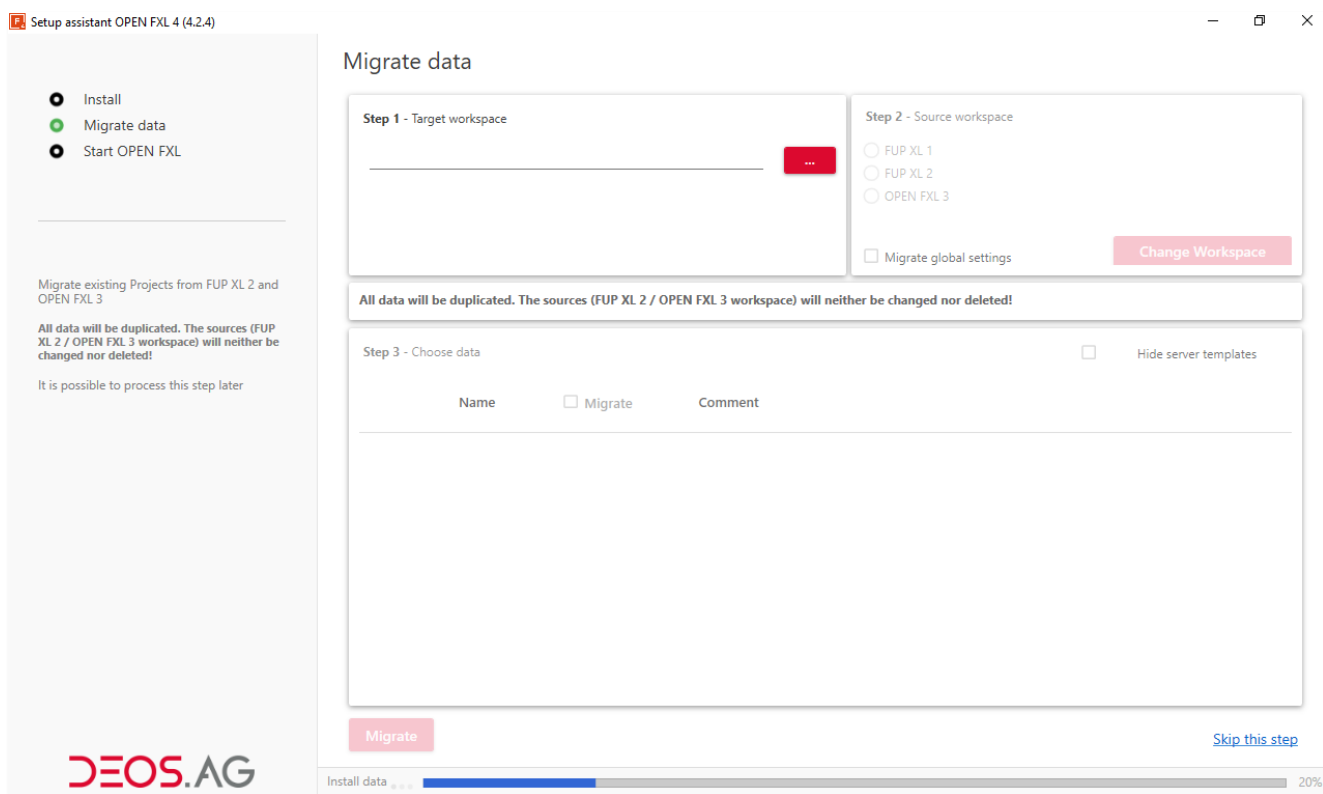 Setup assistant OPEN FXL 4 (4.2.4)
Install
Migrate data
Start OPEN FXL
Migrate existing Projects from FUP XL 2 and
OPEN FXL 3
All data will be duplicated. The sources (FUP
XL 2 / OPEN FXL 3 workspace) will neither be
changed nor deleted!
It is possible to process this step later
DEOS.AG
Migrate data
Step 1 - Target workspace
...
Step 2 - Source workspace
FUP XL 1
FUP XL 2
OPEN FXL 3
Migrate global settings
Change Workspace
All data will be duplicated. The sources (FUP XL 2 / OPEN FXL 3 workspace) will neither be changed nor deleted!
Step 3 - Choose data
Hide server templates
Name
Migrate
Comment
Migrate
Skip this step
Install data
20%